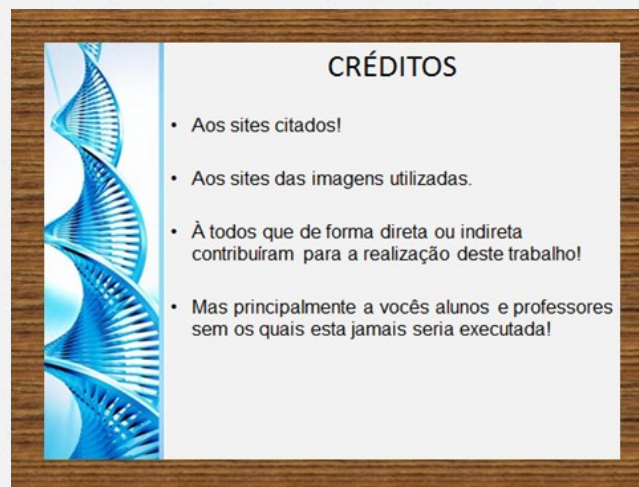 CRÉDITOS
• Aos sites citados!
• Aos sites das imagens utilizadas.
• À todos que de forma direta ou indireta
contribuíram para a realização deste trabalho!
• Mas principalmente a vocês alunos e professores
sem os quais esta jamais seria executada!